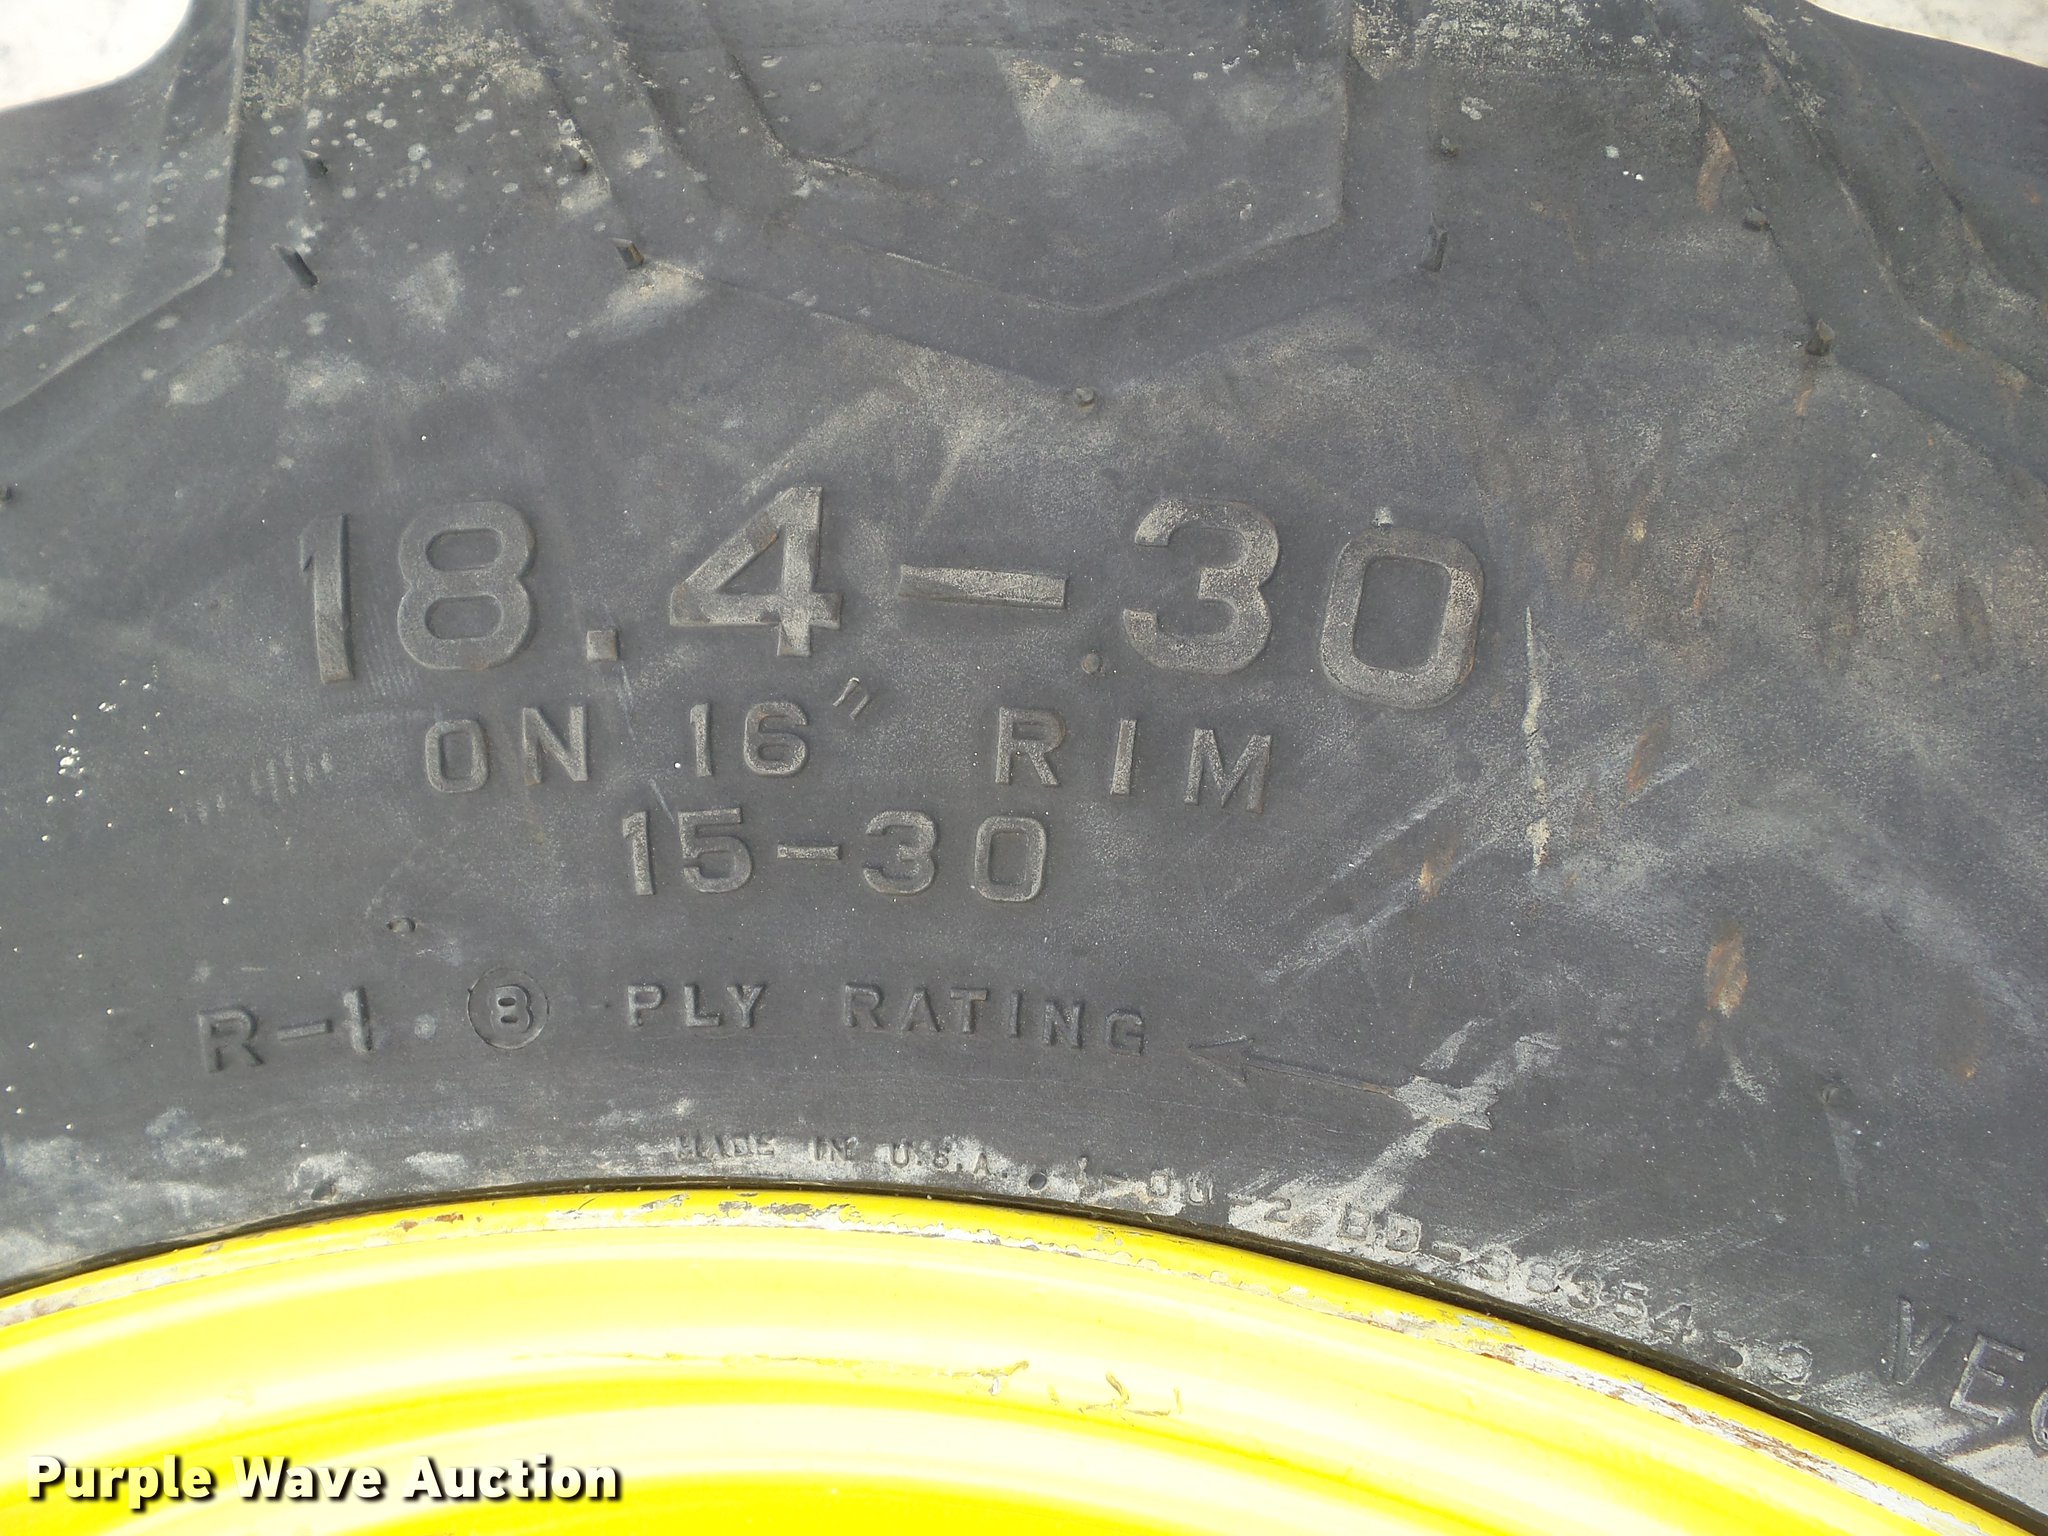 18.4-30
ON 16" RIM
15-30
R-1 8 PLY RATING
MADE IN U.S.A.
Purple Wave Auction